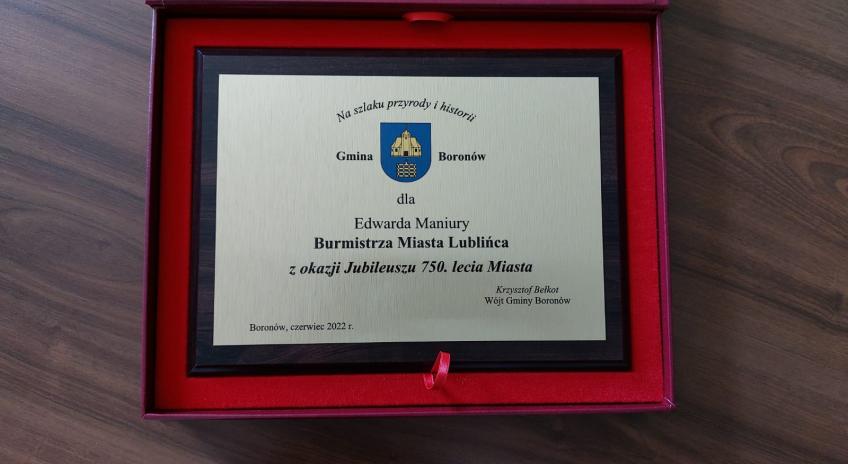 Na szlaku przyrody i historii
Gmina Boronów
dla
Edwarda Maniury
Burmistrza Miasta Lublińca
z okazji Jubileuszu 750. lecia Miasta
Krzysztof Bełkot
Wójt Gminy Boronów
Boronów, czerwiec 2022 r.